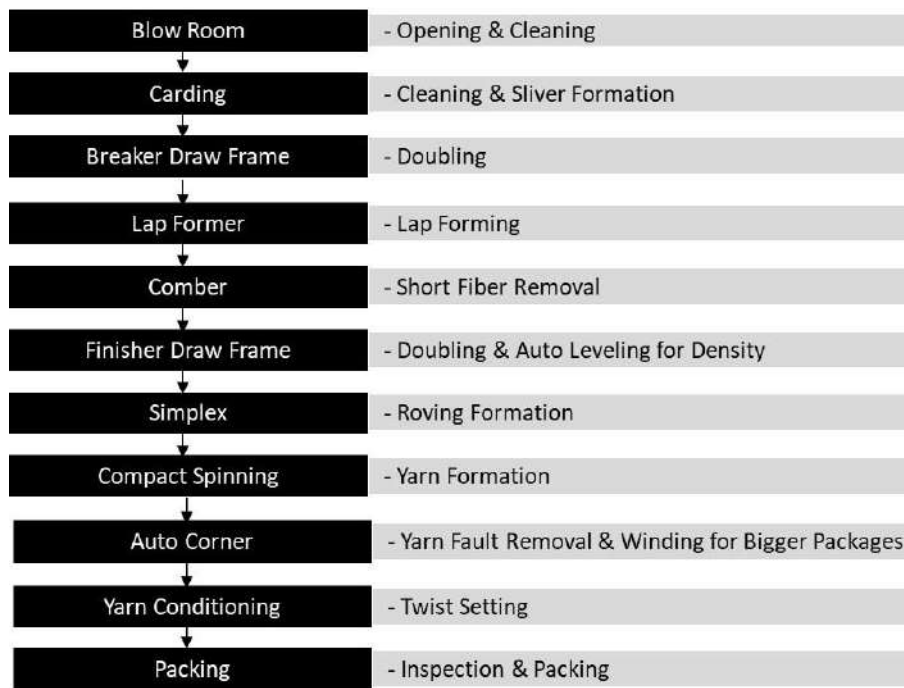 Blow Room - Opening & Cleaning
Carding - Cleaning & Sliver Formation
Breaker Draw Frame - Doubling
Lap Former - Lap Forming
Comber - Short Fiber Removal
Finisher Draw Frame - Doubling & Auto Leveling for Density
Simplex - Roving Formation
Compact Spinning - Yarn Formation
Auto Corner - Yarn Fault Removal & Winding for Bigger Packages
Yarn Conditioning - Twist Setting
Packing - Inspection & Packing